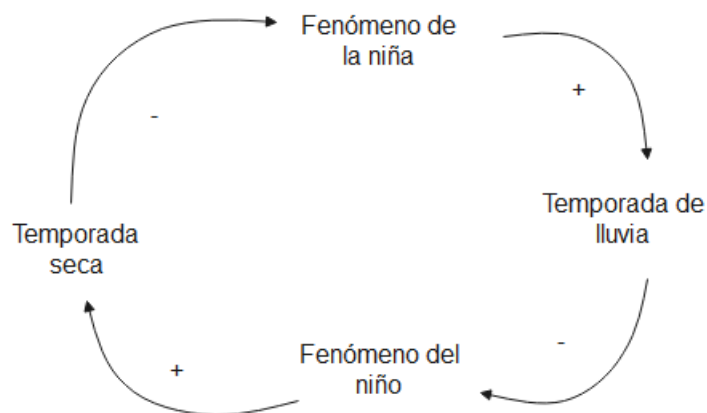 Fenómeno de
la niña
+
-
Temporada de
lluvia
Temporada
seca
-
Fenómeno del
niño
+